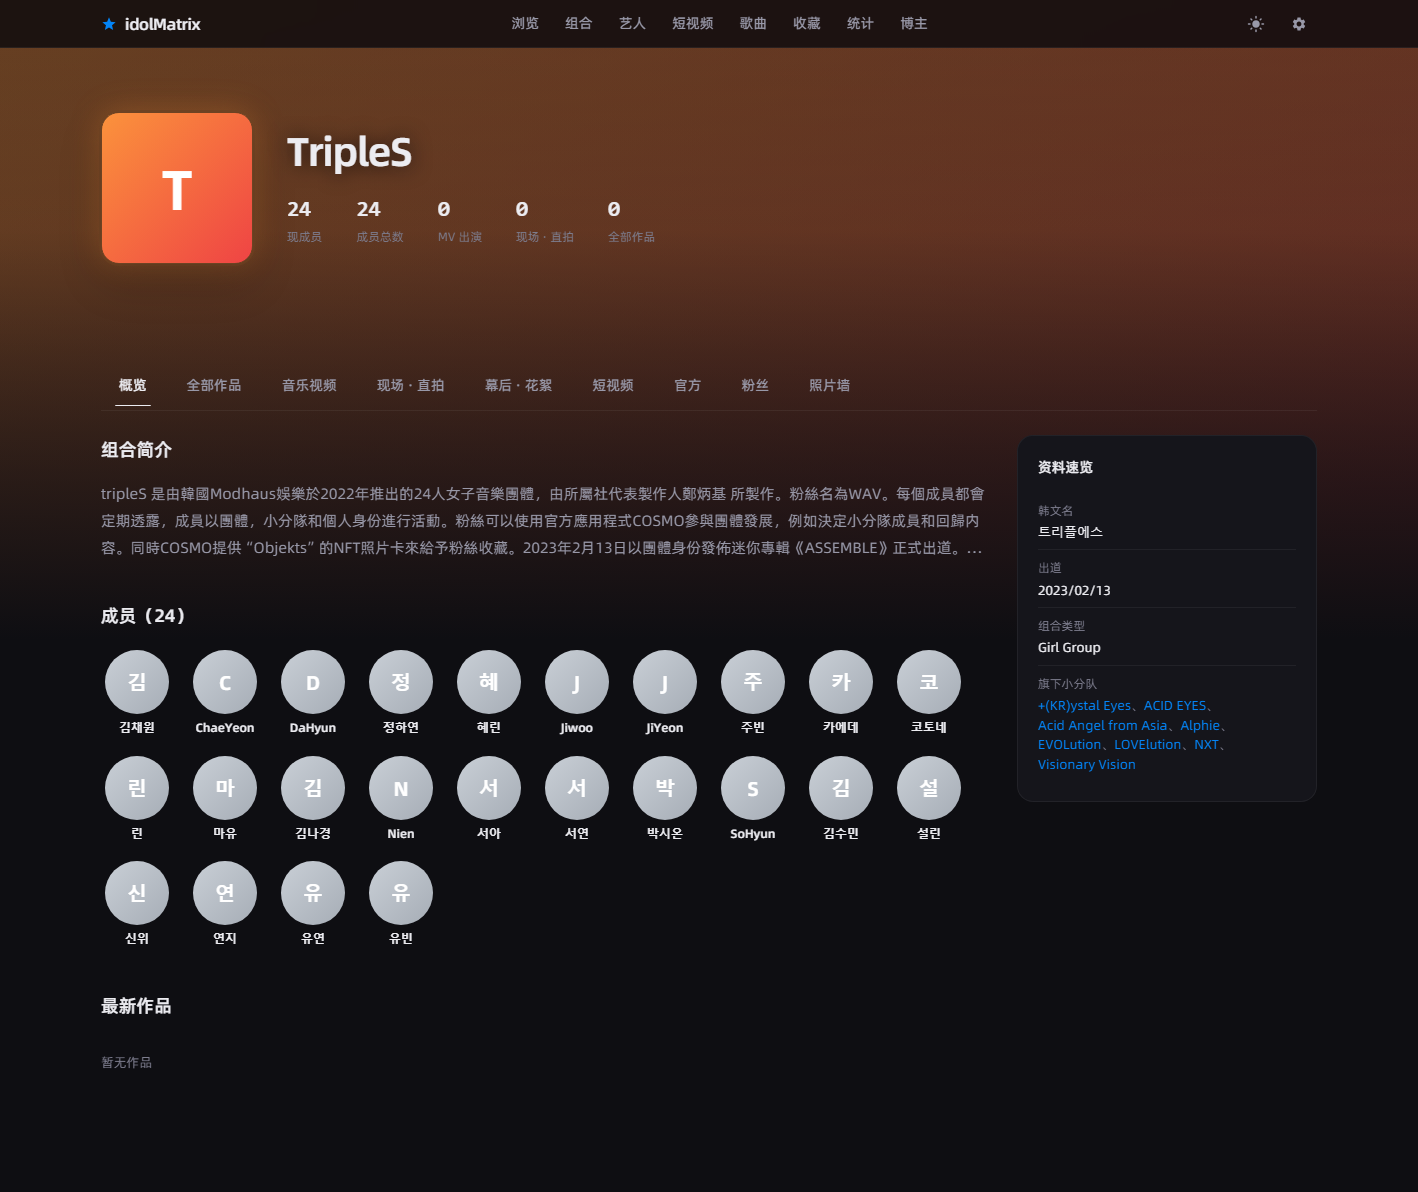 idolMatrix
浏览 组合 艺人 短视频 歌曲 收藏 统计 博主
T
TripleS
24 24 0 0 0
现成员 成员总数 MV 出演 现场 · 直拍 全部作品
概览 全部作品 音乐视频 现场 · 直拍 幕后 · 花絮 短视频 官方 粉丝 照片墙
组合简介
tripleS 是由韓國Modhaus娛樂於2022年推出的24人女子音樂團體，由所屬社代表製作人鄭炳基 所製作。粉絲名為WAV。每個成員都會
定期透露，成員以團體，小分隊和個人身份進行活動。粉絲可以使用官方應用程式COSMO參與團體發展，例如決定小分隊成員和回歸內
容。同時COSMO提供“Objekts”的NFT照片卡來給予粉絲收藏。2023年2月13日以團體身份發佈迷你專輯《ASSEMBLE》正式出道。…
成员（24）
김 C D 정 혜 J J 주 카 코
김채원 ChaeYeon DaHyun 정하연 혜린 Jiwoo JiYeon 주빈 카에데 코토네
린 마 김 N 서 서 박 S 김 설
린 마유 김나경 Nien 서아 서연 박시온 SoHyun 김수민 설린
신 연 유 유
신위 연지 유연 유빈
最新作品
暂无作品
资料速览
韩文名
트리플에스
出道
2023/02/13
组合类型
Girl Group
旗下小分队
+(KR)ystal Eyes、ACID EYES、
Acid Angel from Asia、Alphie、
EVOLution、LOVElution、NXT、
Visionary Vision